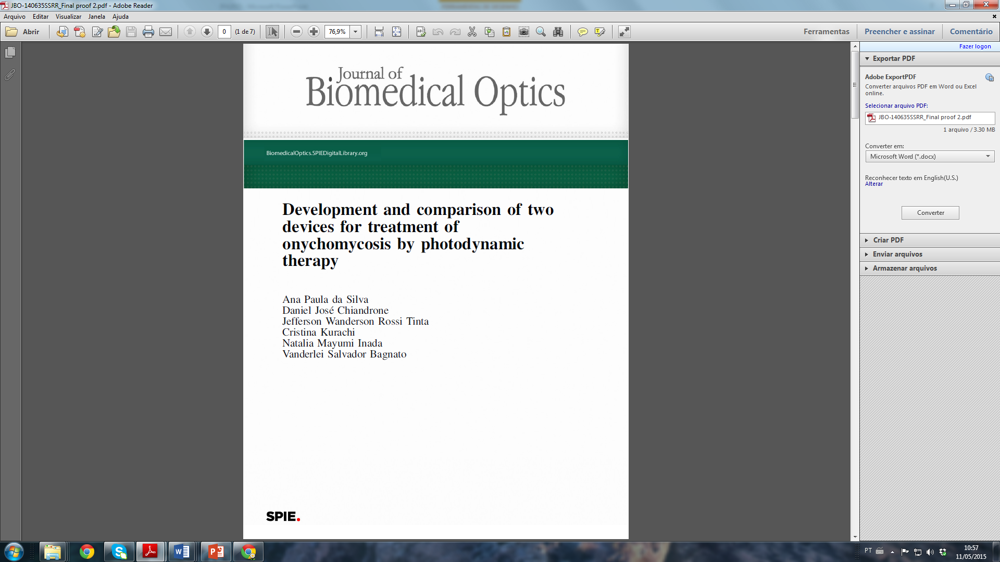 JBO-140635SSRR_Final proof 2.pdf - Adobe Reader
Arquivo Editar Visualizar Janela Ajuda
Abrir 0 (1 de 7) 76,9% Ferramentas Preencher e assinar Comentário
Fazer logon
Exportar PDF
Adobe ExportPDF
Converter arquivos PDF em Word ou Excel
online.
Selecionar arquivo PDF:
JBO-140635SSRR_Final proof 2.pdf
1 arquivo / 3.30 MB
Converter em:
Microsoft Word (*.docx)
Reconhecer texto em English(U.S.)
Alterar
Converter
Criar PDF
Enviar arquivos
Armazenar arquivos
Journal of
Biomedical Optics
BiomedicalOptics.SPIEDigitalLibrary.org
Development and comparison of two
devices for treatment of
onychomycosis by photodynamic
therapy
Ana Paula da Silva
Daniel José Chiandrone
Jefferson Wanderson Rossi Tinta
Cristina Kurachi
Natalia Mayumi Inada
Vanderlei Salvador Bagnato
SPIE.
PT
10:57
11/05/2015